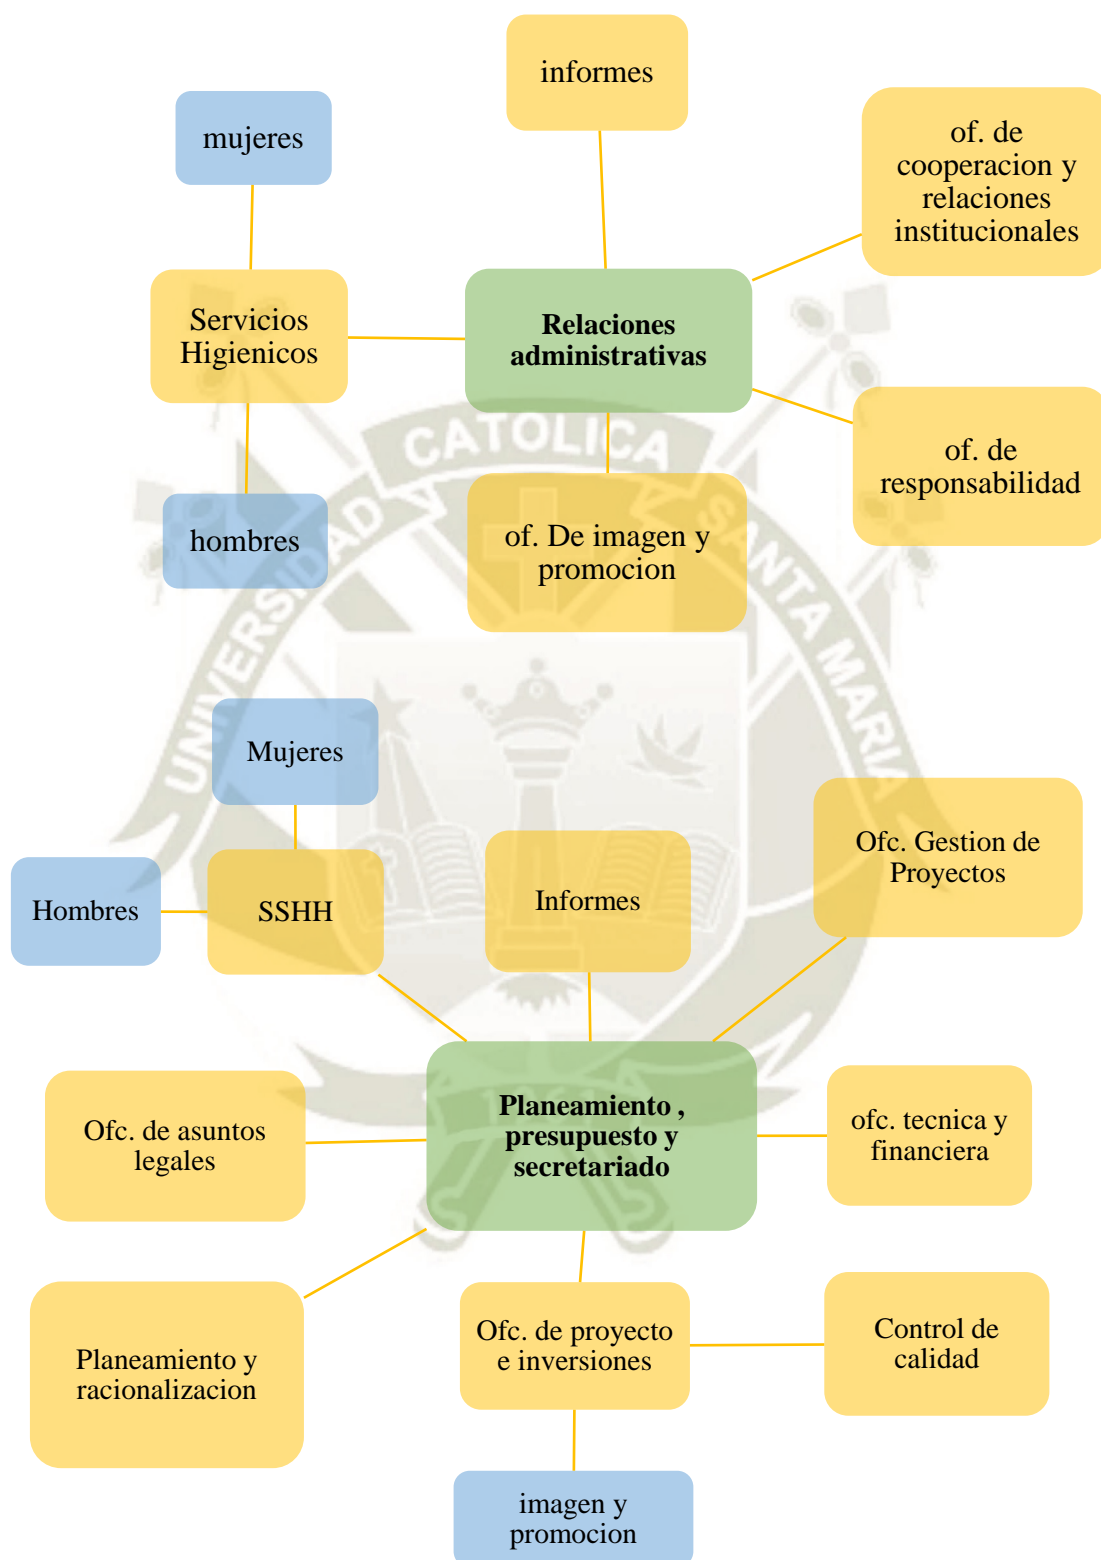 informes
mujeres
of. de
cooperacion y
relaciones
institucionales
Servicios
Higienicos
Relaciones
administrativas
of. de
responsabilidad
hombres
of. De imagen y
promocion
UNIVERSIDAD CATOLICA SANTA MARIA
Mujeres
Ofc. Gestion de
Proyectos
Hombres
SSHH
Informes
Ofc. de asuntos
legales
Planeamiento ,
presupuesto y
secretariado
ofc. tecnica y
financiera
Planeamiento y
racionalizacion
Ofc. de proyecto
e inversiones
Control de
calidad
imagen y
promocion